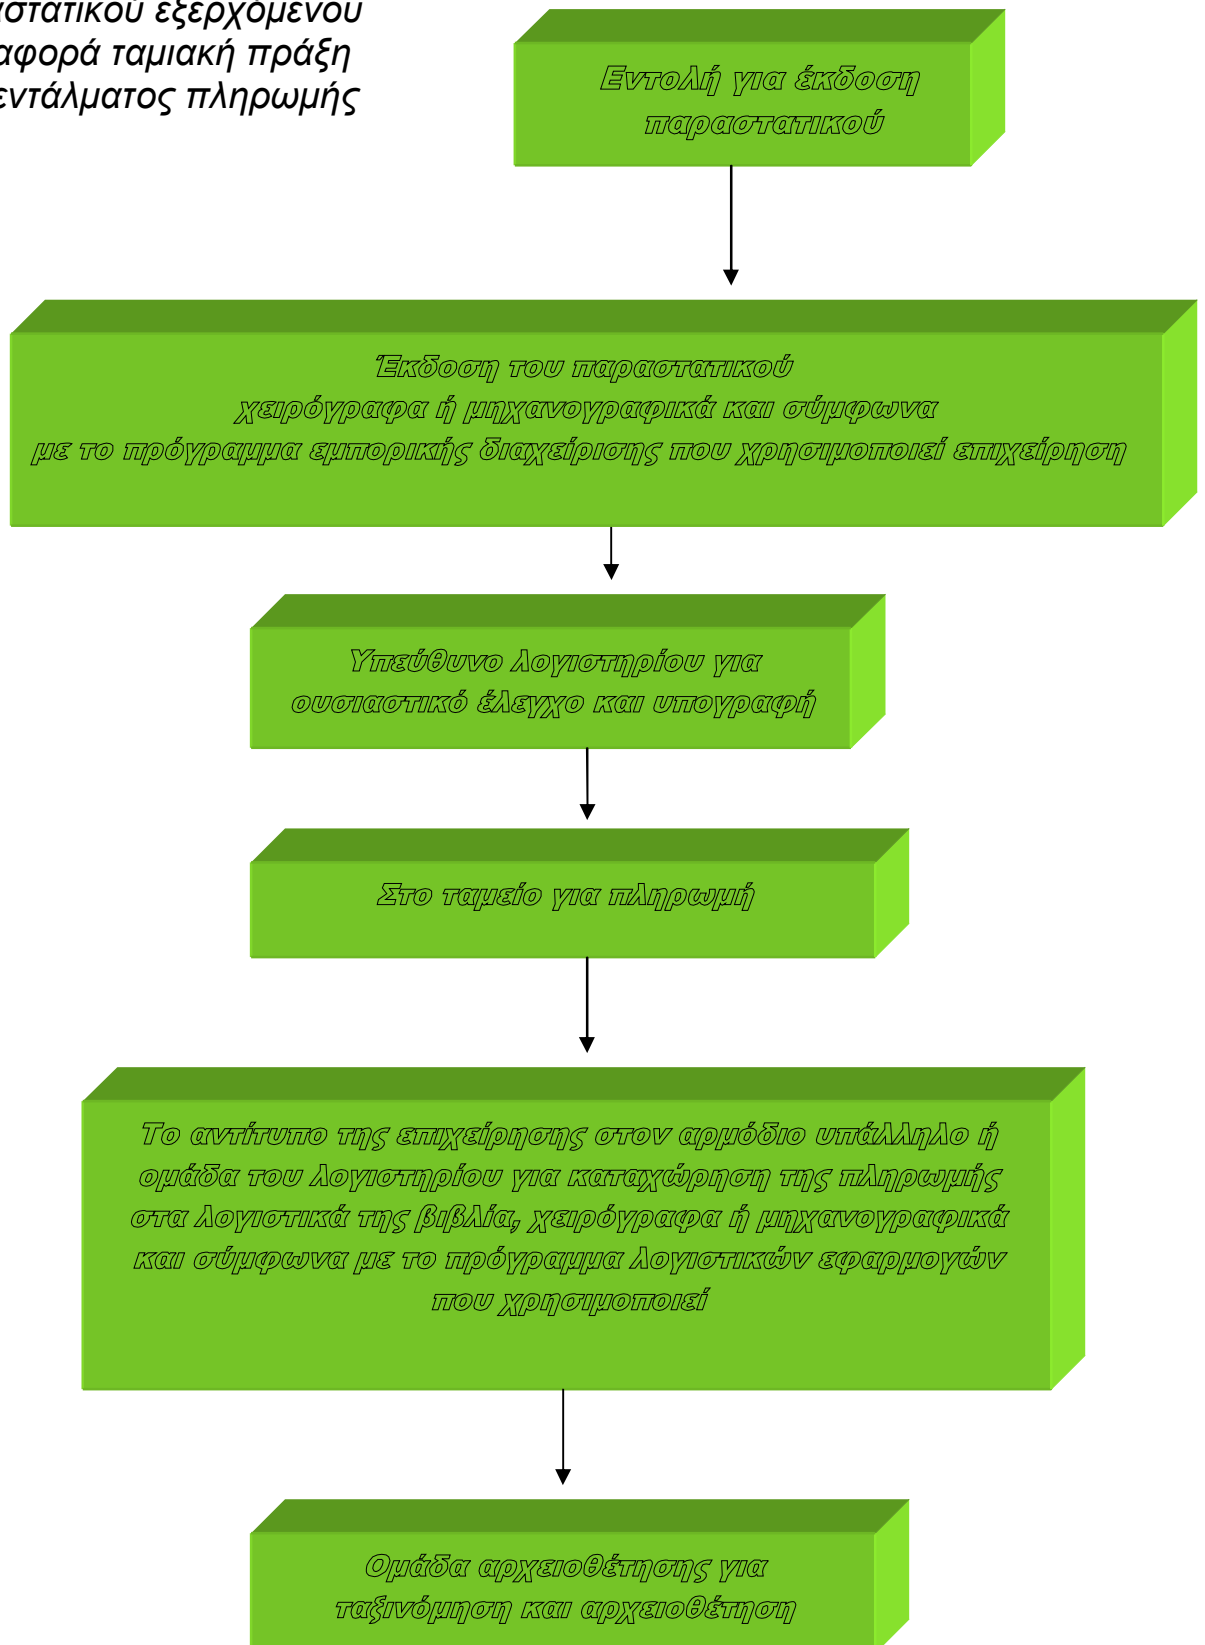 εξερχόμενου
ταμιακή πράξη
πληρωμής
Εντολή για έκδοση
παραστατικού
Έκδοση του παραστατικού
χειρόγραφα ή μηχανογραφικά και σύμφωνα
με το πρόγραμμα εμπορικής διαχείρισης που χρησιμοποιεί επιχείρηση
Υπεύθυνο λογιστηρίου για
ουσιαστικό έλεγχο και υπογραφή
Στο ταμείο για πληρωμή
Το αντίτυπο της επιχείρησης στον αρμόδιο υπάλληλο ή
ομάδα του λογιστηρίου για καταχώρηση της πληρωμής
στα λογιστικά της βιβλία, χειρόγραφα ή μηχανογραφικά
και σύμφωνα με το πρόγραμμα λογιστικών εφαρμογών
που χρησιμοποιεί
Ομάδα αρχειοθέτησης για
ταξινόμηση και αρχειοθέτηση